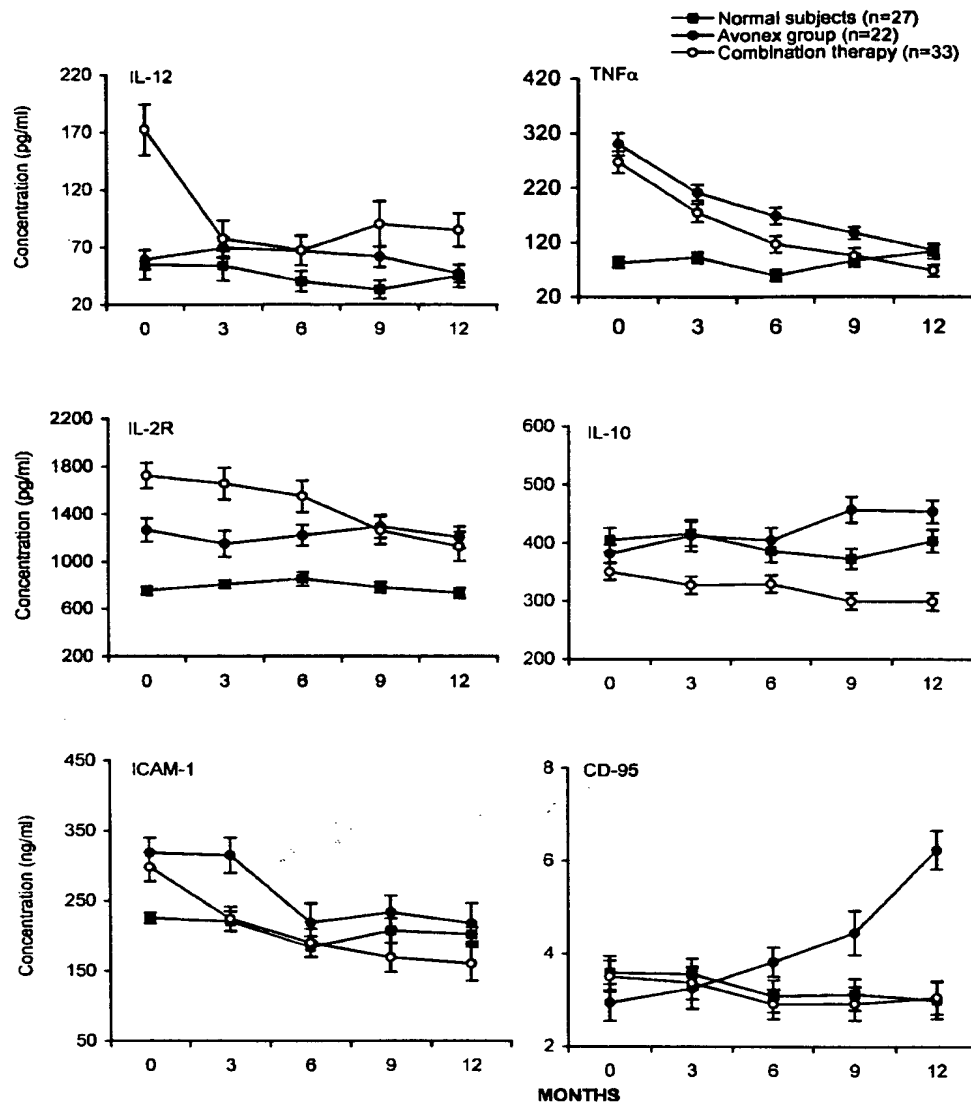 Normal subjects (n=27)
Avonex group (n=22)
Combination therapy (n=33)
IL-12
220
170
120
70
20
Concentration (pg/ml)
0 3 6 9 12
TNFα
420
320
220
120
20
0 3 6 9 12
IL-2R
2200
1800
1400
1000
600
200
Concentration (pg/ml)
0 3 6 9 12
IL-10
600
500
400
300
200
0 3 6 9 12
ICAM-1
450
350
250
150
50
Concentration (ng/ml)
0 3 6 9 12
CD-95
8
6
4
2
0 3 6 9 12
MONTHS